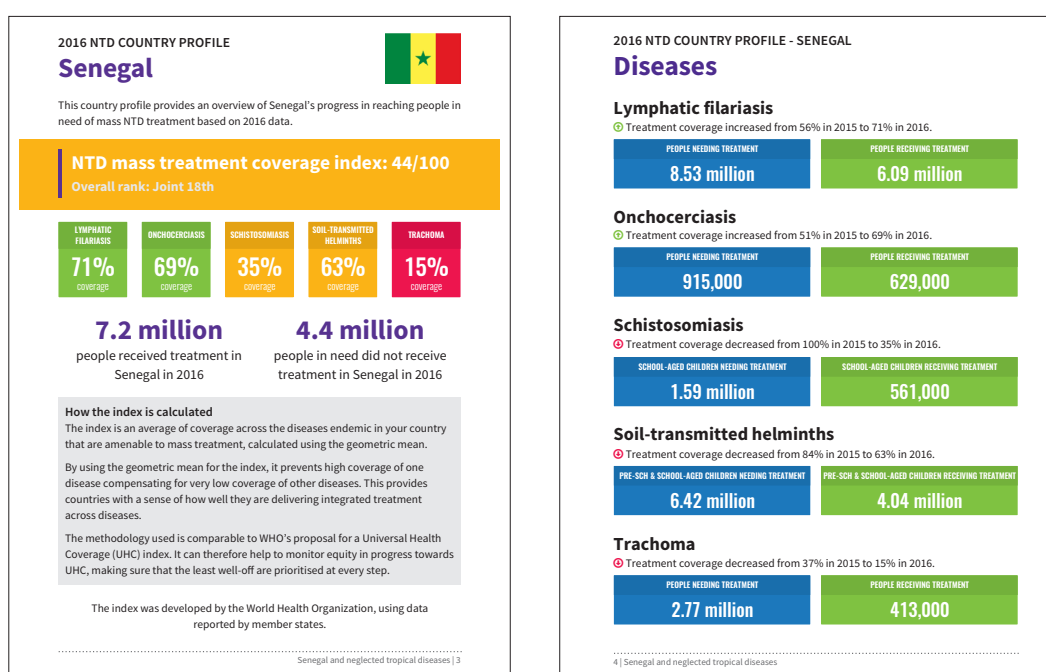 2016 NTD COUNTRY PROFILE
Senegal
This country profile provides an overview of Senegal's progress in reaching people in
need of mass NTD treatment based on 2016 data.
NTD mass treatment coverage index: 44/100
Overall rank: Joint 18th
LYMPHATIC
FILARIASIS
71%
coverage
ONCHOCERCIASIS
69%
coverage
SCHISTOSOMIASIS
35%
coverage
SOIL-TRANSMITTED
HELMINTHS
63%
coverage
TRACHOMA
15%
coverage
7.2 million
people received treatment in
Senegal in 2016
4.4 million
people in need did not receive
treatment in Senegal in 2016
How the index is calculated
The index is an average of coverage across the diseases endemic in your country
that are amenable to mass treatment, calculated using the geometric mean.
By using the geometric mean for the index, it prevents high coverage of one
disease compensating for very low coverage of other diseases. This provides
countries with a sense of how well they are delivering integrated treatment
across diseases.
The methodology used is comparable to WHO's proposal for a Universal Health
Coverage (UHC) index. It can therefore help to monitor equity in progress towards
UHC, making sure that the least well-off are prioritised at every step.
The index was developed by the World Health Organization, using data
reported by member states.
Senegal and neglected tropical diseases | 3
2016 NTD COUNTRY PROFILE - SENEGAL
Diseases
Lymphatic filariasis
Treatment coverage increased from 56% in 2015 to 71% in 2016.
PEOPLE NEEDING TREATMENT
8.53 million
PEOPLE RECEIVING TREATMENT
6.09 million
Onchocerciasis
Treatment coverage increased from 51% in 2015 to 69% in 2016.
PEOPLE NEEDING TREATMENT
915,000
PEOPLE RECEIVING TREATMENT
629,000
Schistosomiasis
Treatment coverage decreased from 100% in 2015 to 35% in 2016.
SCHOOL-AGED CHILDREN NEEDING TREATMENT
1.59 million
SCHOOL-AGED CHILDREN RECEIVING TREATMENT
561,000
Soil-transmitted helminths
Treatment coverage decreased from 84% in 2015 to 63% in 2016.
PRE-SCH & SCHOOL-AGED CHILDREN NEEDING TREATMENT
6.42 million
PRE-SCH & SCHOOL-AGED CHILDREN RECEIVING TREATMENT
4.04 million
Trachoma
Treatment coverage decreased from 37% in 2015 to 15% in 2016.
PEOPLE NEEDING TREATMENT
2.77 million
PEOPLE RECEIVING TREATMENT
413,000
4 | Senegal and neglected tropical diseases